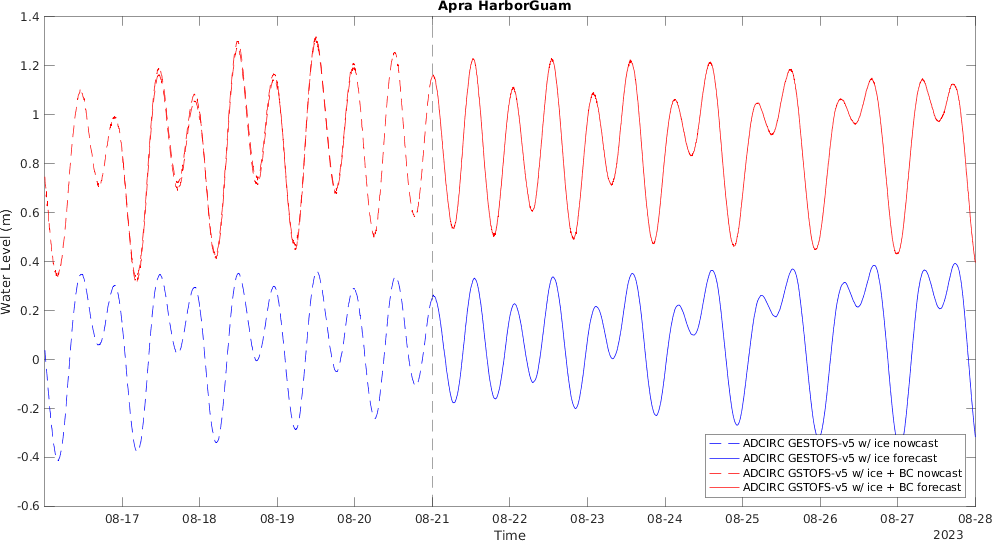 Apra HarborGuam
1.4
1.2
1
0.8
0.6
0.4
0.2
0
-0.2
-0.4
-0.6
Water Level (m)
08-17 08-18 08-19 08-20 08-21 08-22 08-23 08-24 08-25 08-26 08-27 08-28
Time
2023
ADCIRC GESTOFS-v5 w/ ice nowcast
ADCIRC GESTOFS-v5 w/ ice forecast
ADCIRC GSTOFS-v5 w/ ice + BC nowcast
ADCIRC GSTOFS-v5 w/ ice + BC forecast